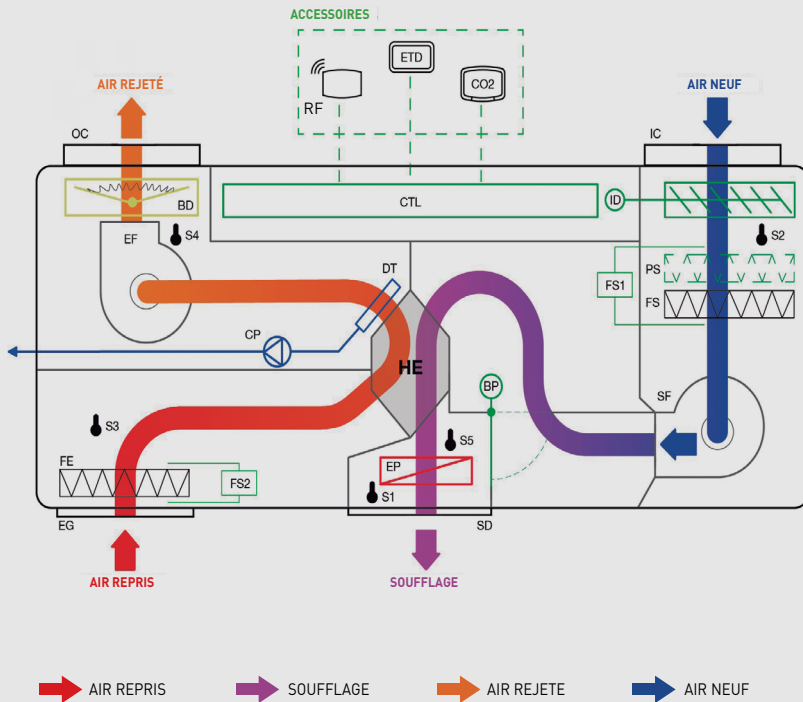 ACCESSOIRES
RF
ETD
CO2
AIR REJETÉ
AIR NEUF
OC
IC
BD
CTL
ID
EF
S4
S2
DT
PS
FS1
FS
CP
HE
BP
SF
S3
S5
FE
EP
FS2
S1
EG
SD
AIR REPRIS
SOUFFLAGE
AIR REPRIS
SOUFFLAGE
AIR REJETE
AIR NEUF